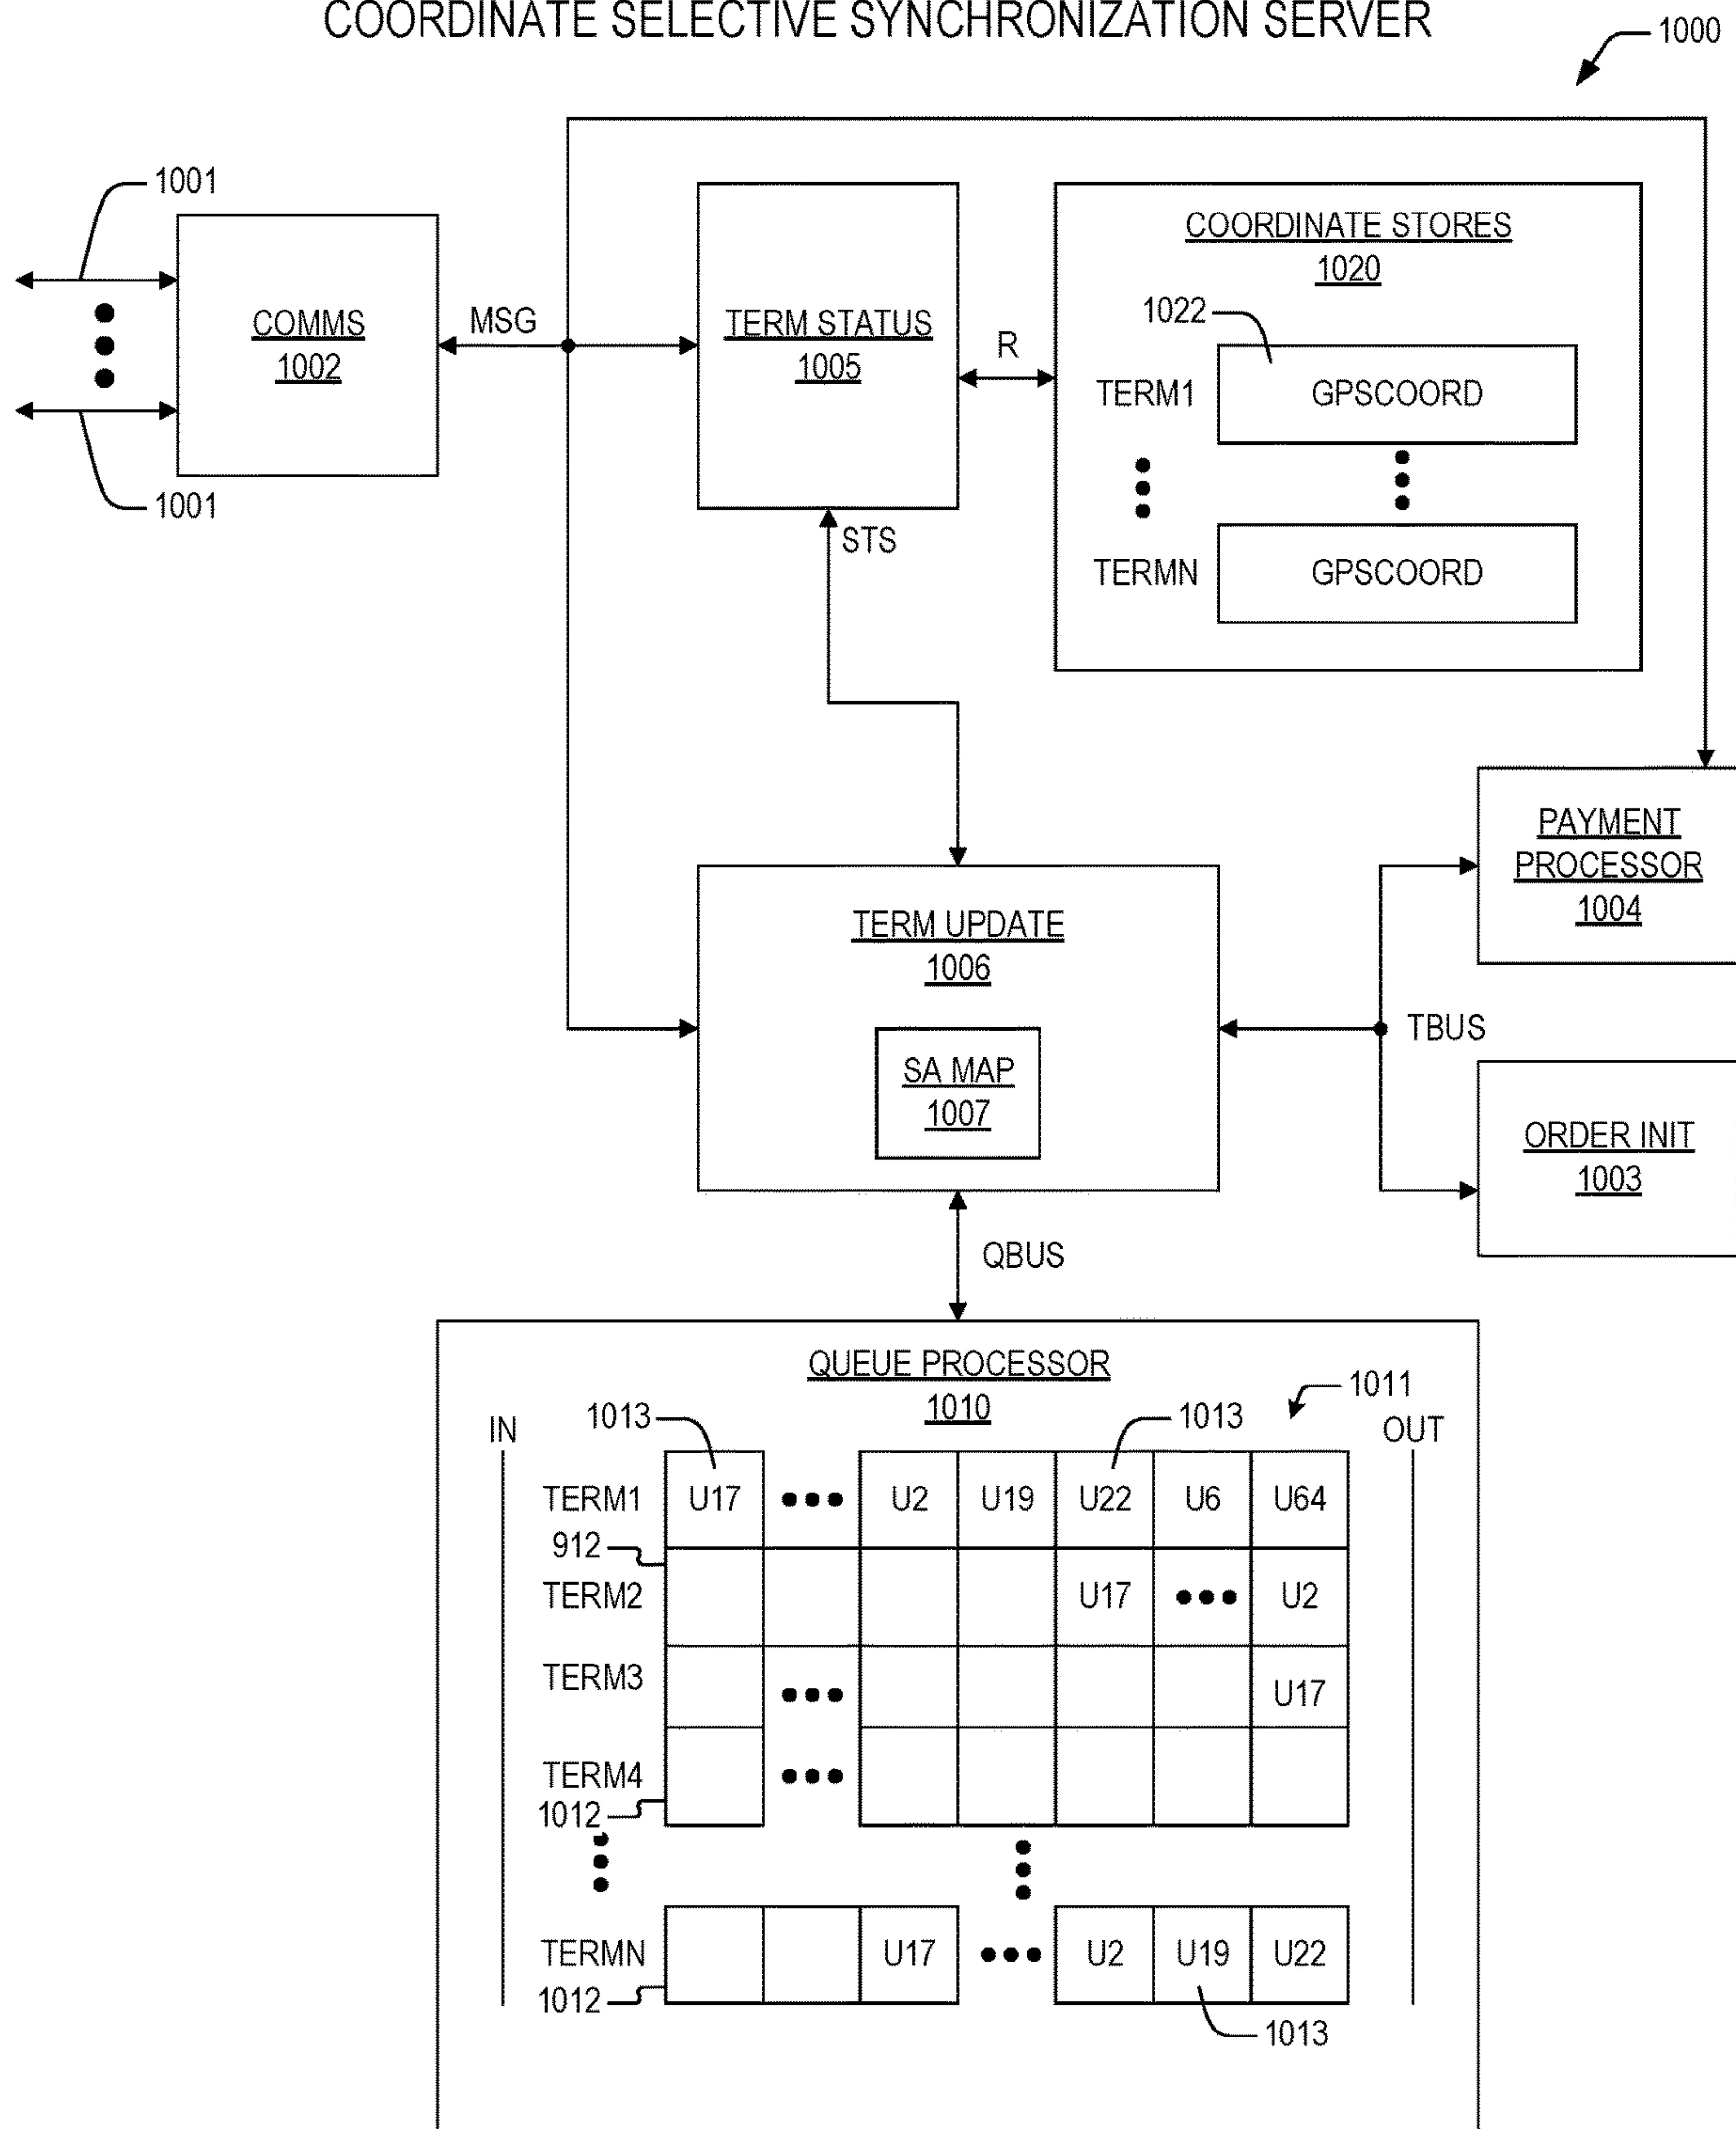 COORDINATE SELECTIVE SYNCHRONIZATION SERVER
1000
1001
COMMS
1002
1001
MSG
TERM STATUS
1005
R
COORDINATE STORES
1020
1022
TERM1
GPSCOORD
TERMN
GPSCOORD
STS
PAYMENT
PROCESSOR
1004
TERM UPDATE
1006
SA MAP
1007
TBUS
ORDER INIT
1003
QBUS
QUEUE PROCESSOR
1010
1011
IN
1013
1013
OUT
TERM1 U17 U2 U19 U22 U6 U64
912
TERM2 U17 U2
TERM3 U17
TERM4
1012
TERMN U17 U2 U19 U22
1012
1013